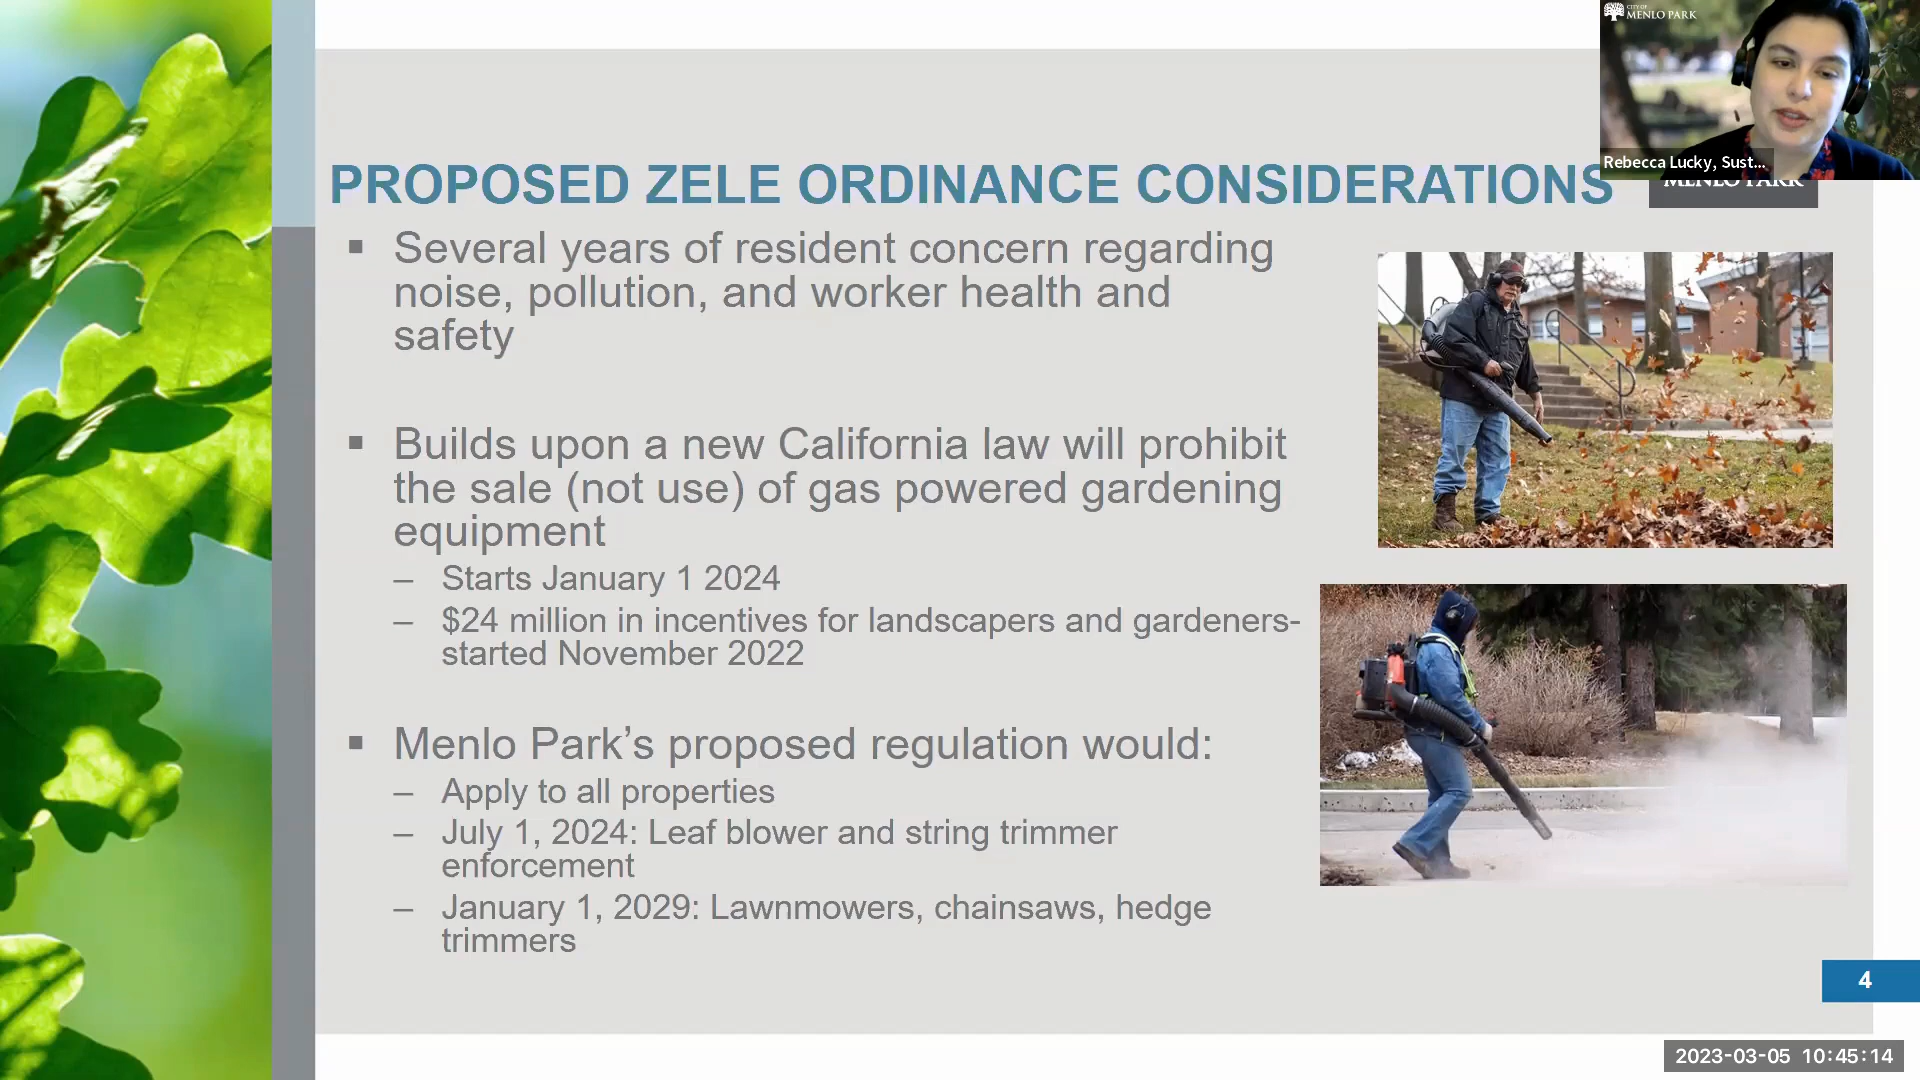 CITY OF
MENLO PARK
Rebecca Lucky, Sust...
MENLO PARK
PROPOSED ZELE ORDINANCE CONSIDERATIONS
▪ Several years of resident concern regarding
noise, pollution, and worker health and
safety
▪ Builds upon a new California law will prohibit
the sale (not use) of gas powered gardening
equipment
– Starts January 1 2024
– $24 million in incentives for landscapers and gardeners-
started November 2022
▪ Menlo Park’s proposed regulation would:
– Apply to all properties
– July 1, 2024: Leaf blower and string trimmer
enforcement
– January 1, 2029: Lawnmowers, chainsaws, hedge
trimmers
4
2023-03-05 10:45:14